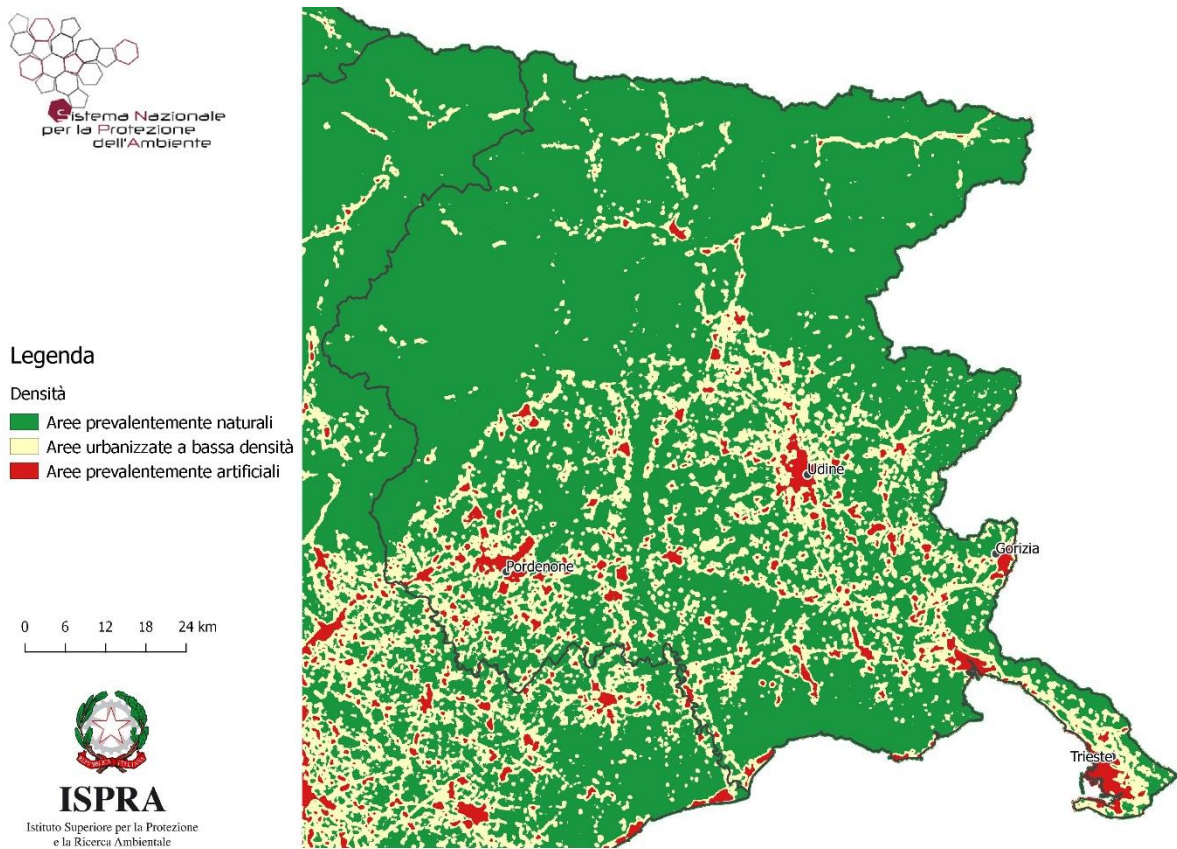 Sistema Nazionale
per la Protezione
dell'Ambiente
Legenda
Densità
Aree prevalentemente naturali
Aree urbanizzate a bassa densità
Aree prevalentemente artificiali
0 6 12 18 24 km
ISPRA
Istituto Superiore per la Protezione
e la Ricerca Ambientale
Udine
Gorizia
Pordenone
Trieste